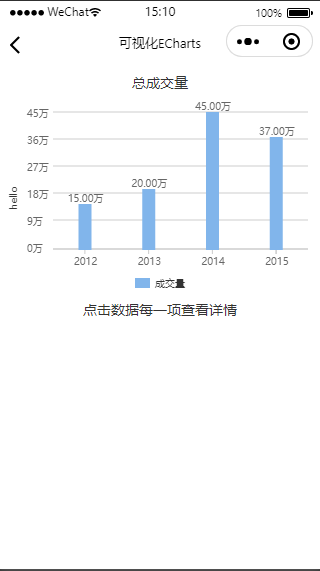 ●●●●● WeChat 15:10 100%
可视化ECharts
总成交量
45.00万
45万
37.00万
36万
27万
20.00万
18万
15.00万
hello
9万
0万
2012 2013 2014 2015
成交量
点击数据每一项查看详情